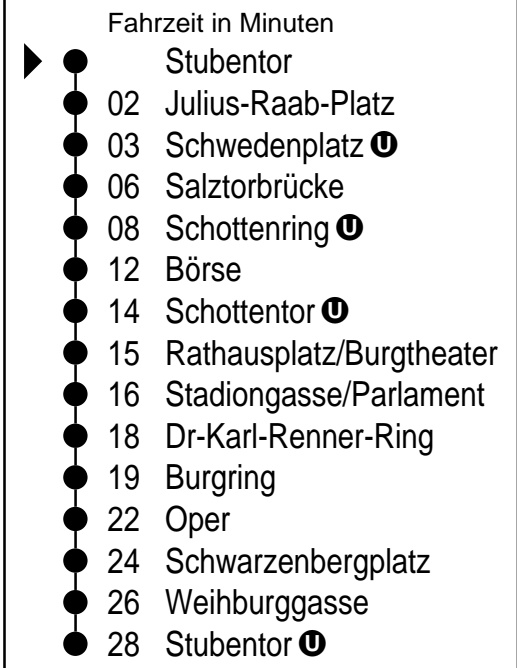 Fahrzeit in Minuten
Stubentor
02 Julius-Raab-Platz
03 Schwedenplatz U
06 Salztorbrücke
08 Schottenring U
12 Börse
14 Schottentor U
15 Rathausplatz/Burgtheater
16 Stadiongasse/Parlament
18 Dr-Karl-Renner-Ring
19 Burgring
22 Oper
24 Schwarzenbergplatz
26 Weihburggasse
28 Stubentor U